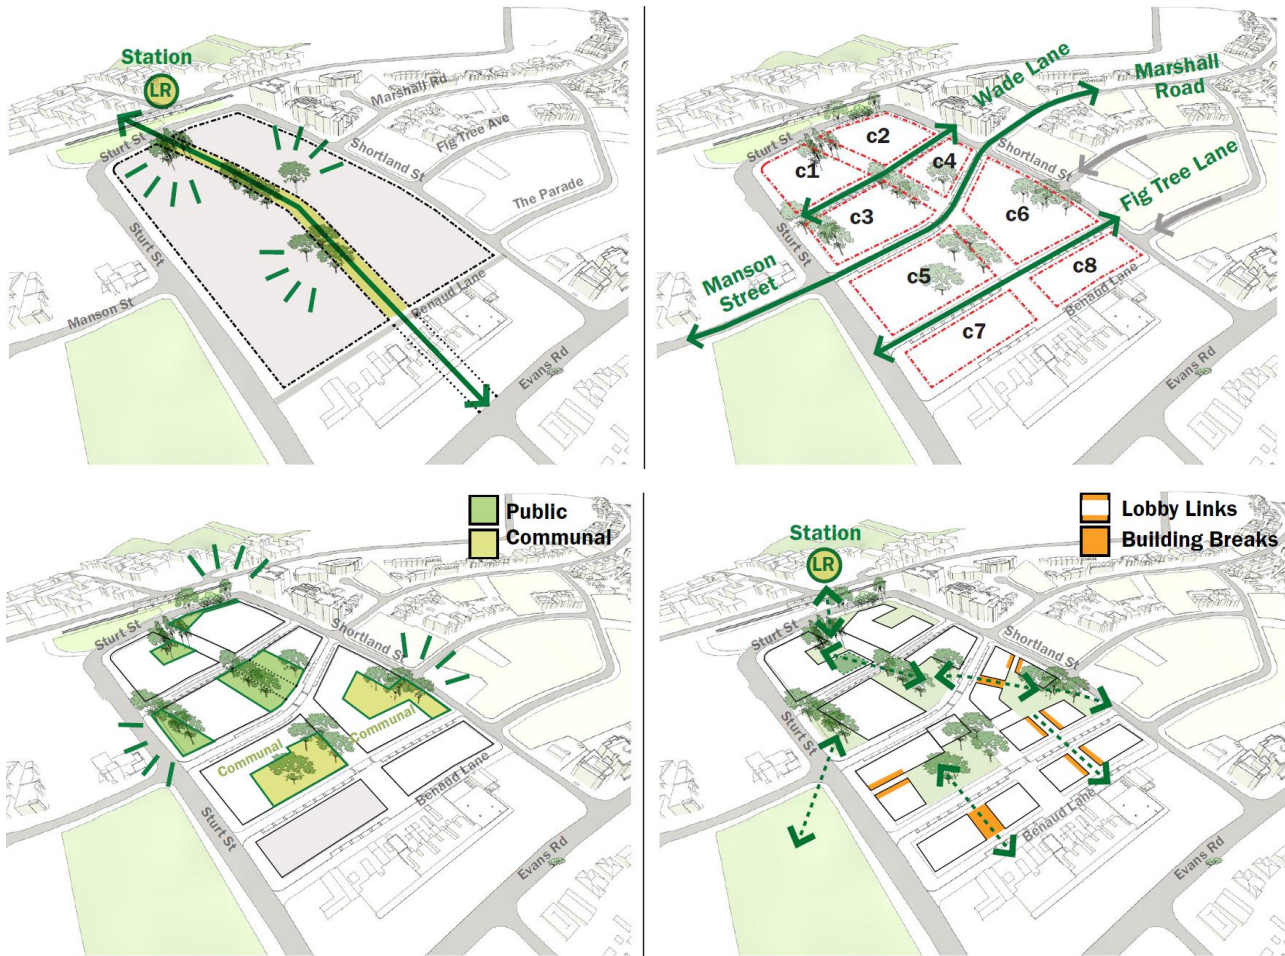 Station
LR
Sturt St
Marshall Rd
Fig Tree Ave
Shortland St
The Parade
Sturt St
Manson St
Benaud Lane
Evans Rd
Wade Lane
Marshall
Road
Sturt St
c2
c1
c4
Shortland St
c3
c6
Fig Tree Lane
Sturt St
c5
c8
Manson
Street
Benaud Lane
c7
Evans Rd
Public
Communal
Sturt St
Shortland St
Communal
Communal
Benaud Lane
Sturt St
Evans Rd
Lobby Links
Building Breaks
Station
LR
Sturt St
Shortland St
Sturt St
Benaud Lane
Sturt St
Evans Rd